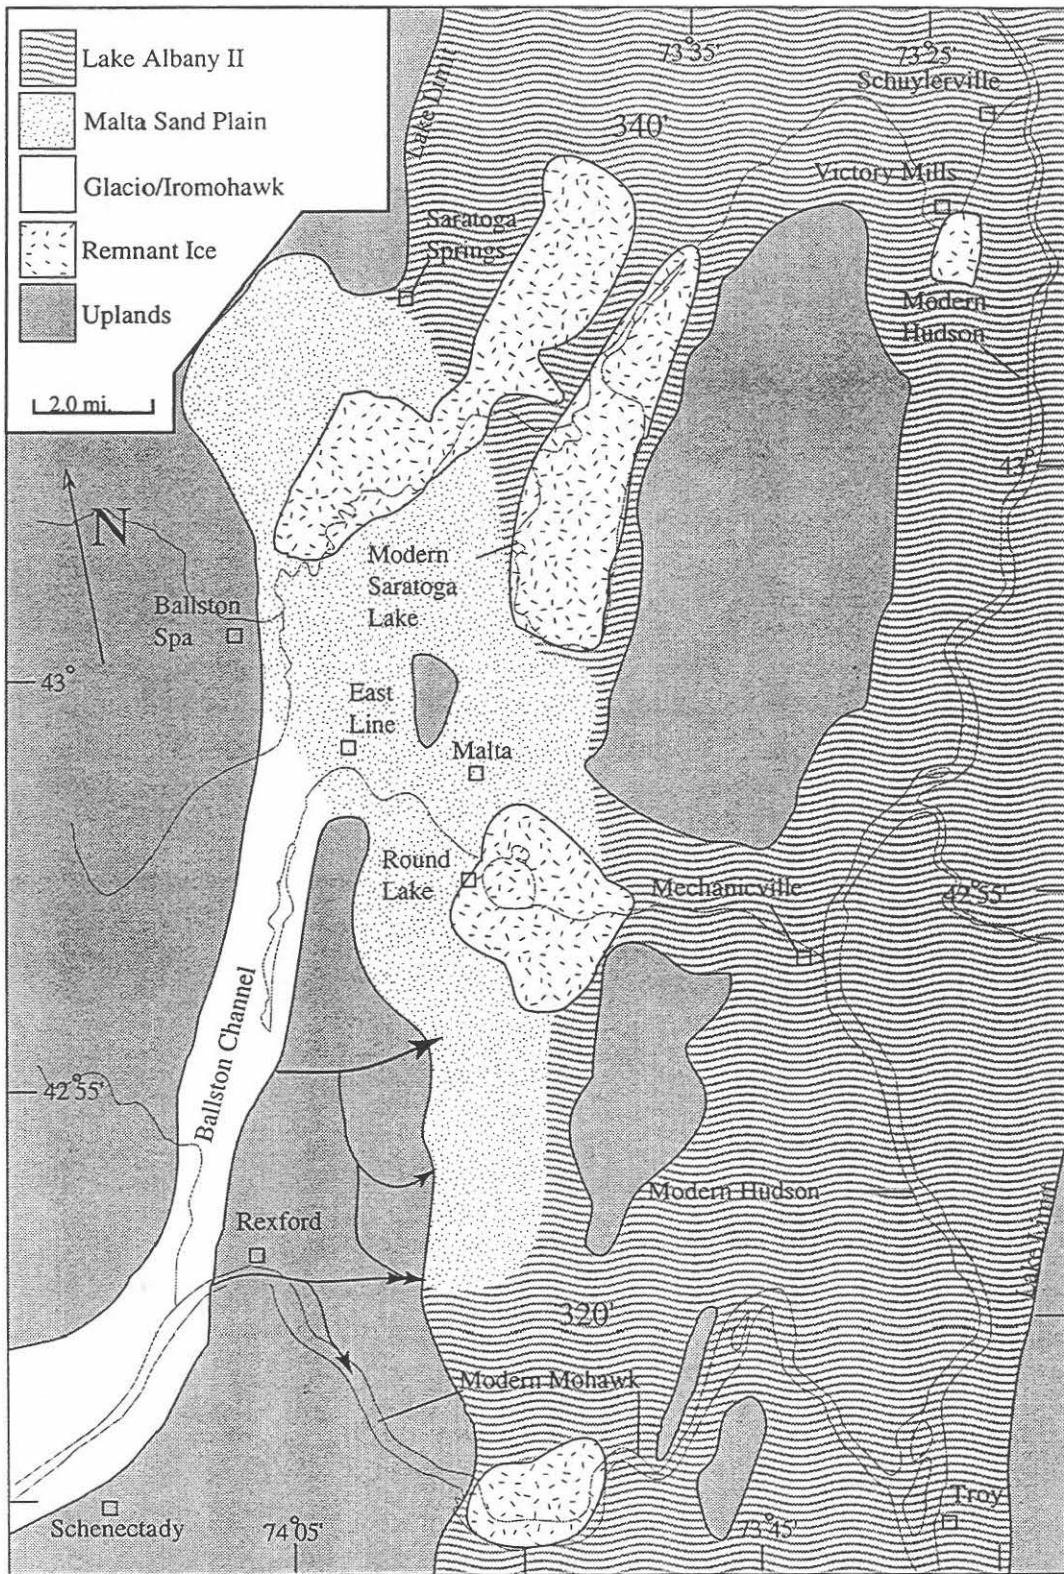 Lake Albany II
Malta Sand Plain
Glacio/Iromohawk
Remnant Ice
Uplands
2.0 mi.
N
Lake Limit
73°35'
73°25'
Schuylerville
340'
Victory Mills
Saratoga
Springs
Modern
Hudson
43°
Modern
Saratoga
Lake
Ballston
Spa
43°
East
Line
Malta
Round
Lake
Mechanicville
42°55'
Ballston Channel
42°55'
Modern Hudson
Rexford
Lake Limit
320'
Modern Mohawk
Troy
Schenectady
74°05'
73°45'